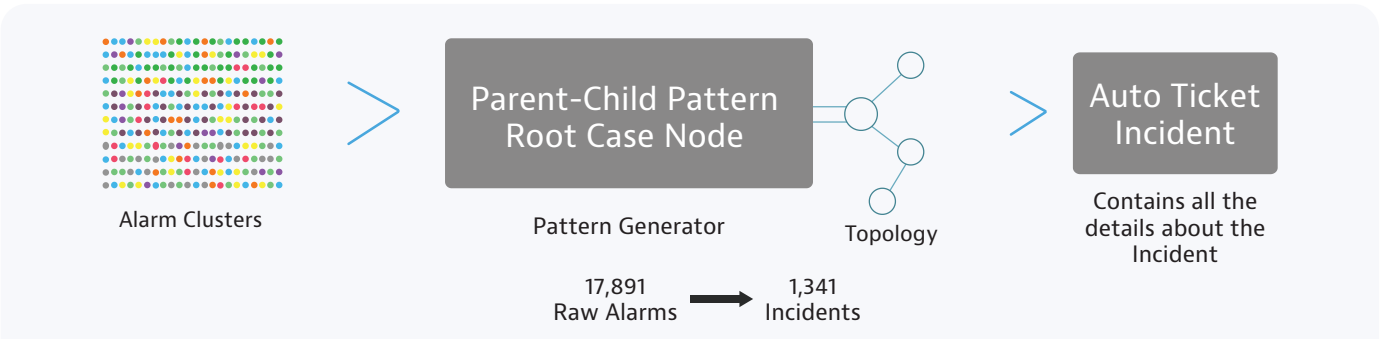 Alarm Clusters
Parent-Child Pattern
Root Case Node
Pattern Generator
Topology
Auto Ticket
Incident
Contains all the
details about the
Incident
17,891
Raw Alarms
1,341
Incidents